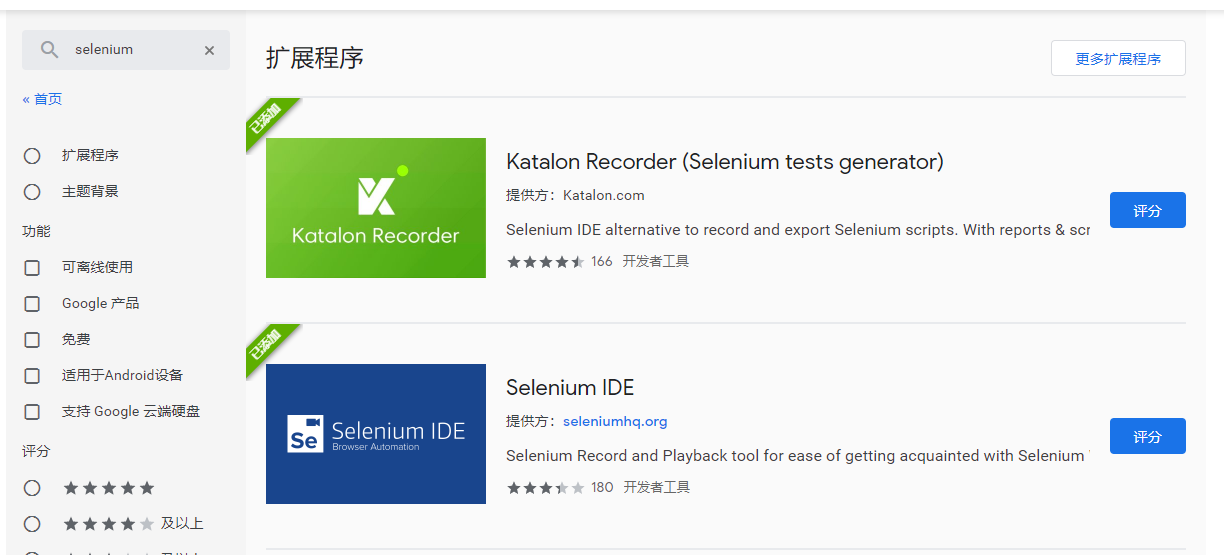 selenium
« 首页
扩展程序
主题背景
功能
可离线使用
Google 产品
免费
适用于Android设备
支持 Google 云端硬盘
评分
及以上
扩展程序
更多扩展程序
已添加
Katalon Recorder
Katalon Recorder (Selenium tests generator)
提供方: Katalon.com
Selenium IDE alternative to record and export Selenium scripts. With reports & scr
166 开发者工具
评分
已添加
Se Selenium IDE
Browser Automation
Selenium IDE
提供方: seleniumhq.org
Selenium Record and Playback tool for ease of getting acquainted with Selenium
180 开发者工具
评分